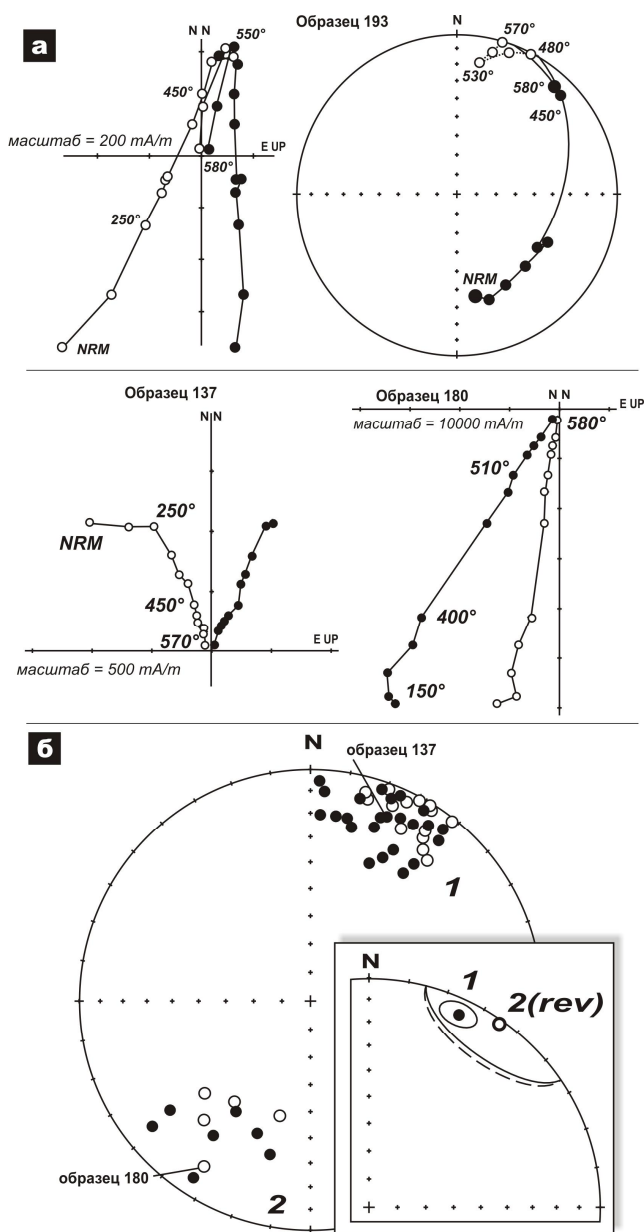 а
Образец 193
N N
550°
450°
масштаб = 200 mA/m
E UP
580°
250°
NRM
N
570°
480°
530°
580°
450°
NRM
Образец 137
N N
250°
NRM
450°
570°
E UP
масштаб = 500 mA/m
Образец 180
N N
E UP
масштаб = 10000 mA/m
580°
510°
400°
150°
б
N
образец 137
1
образец 180
2
N
1
2(rev)